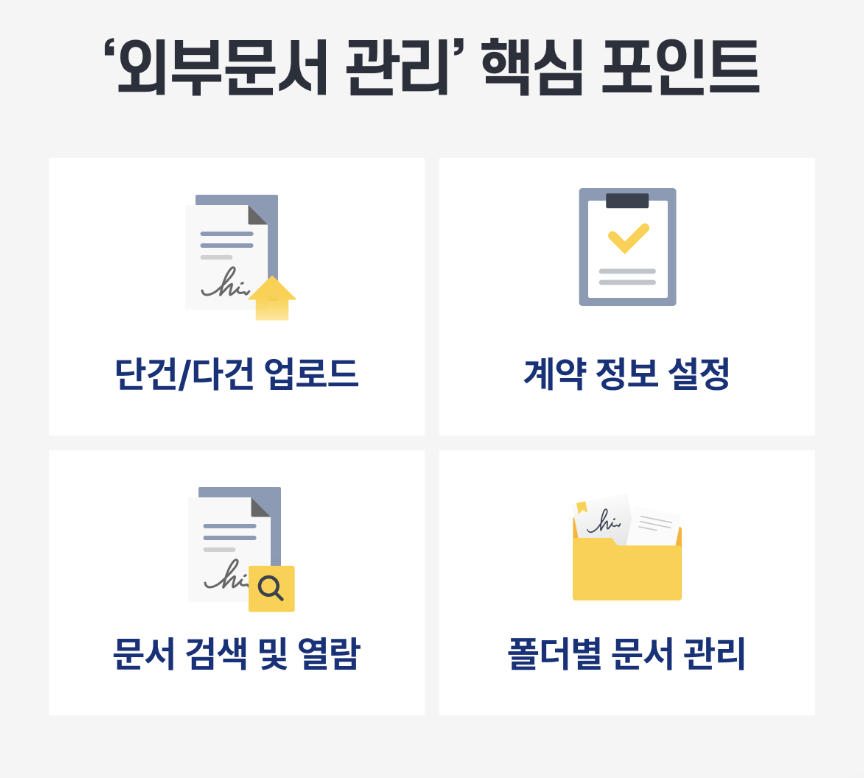 ‘외부문서 관리’ 핵심 포인트
hi
단건/다건 업로드
계약 정보 설정
hi
문서 검색 및 열람
hi
폴더별 문서 관리